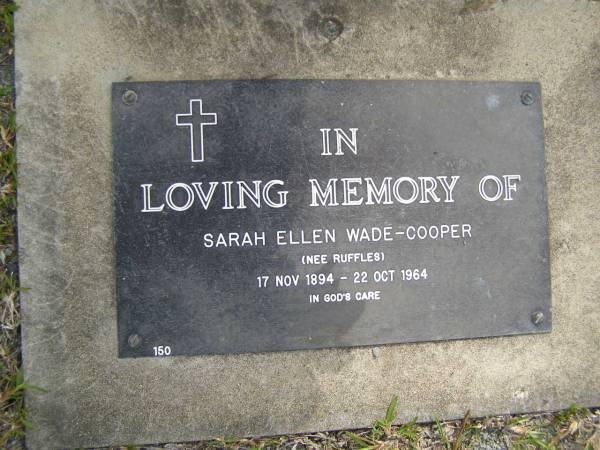 IN
LOVING MEMORY OF
SARAH ELLEN WADE-COOPER
(NEE RUFFLES)
17 NOV 1894 - 22 OCT 1964
IN GOD'S CARE
150